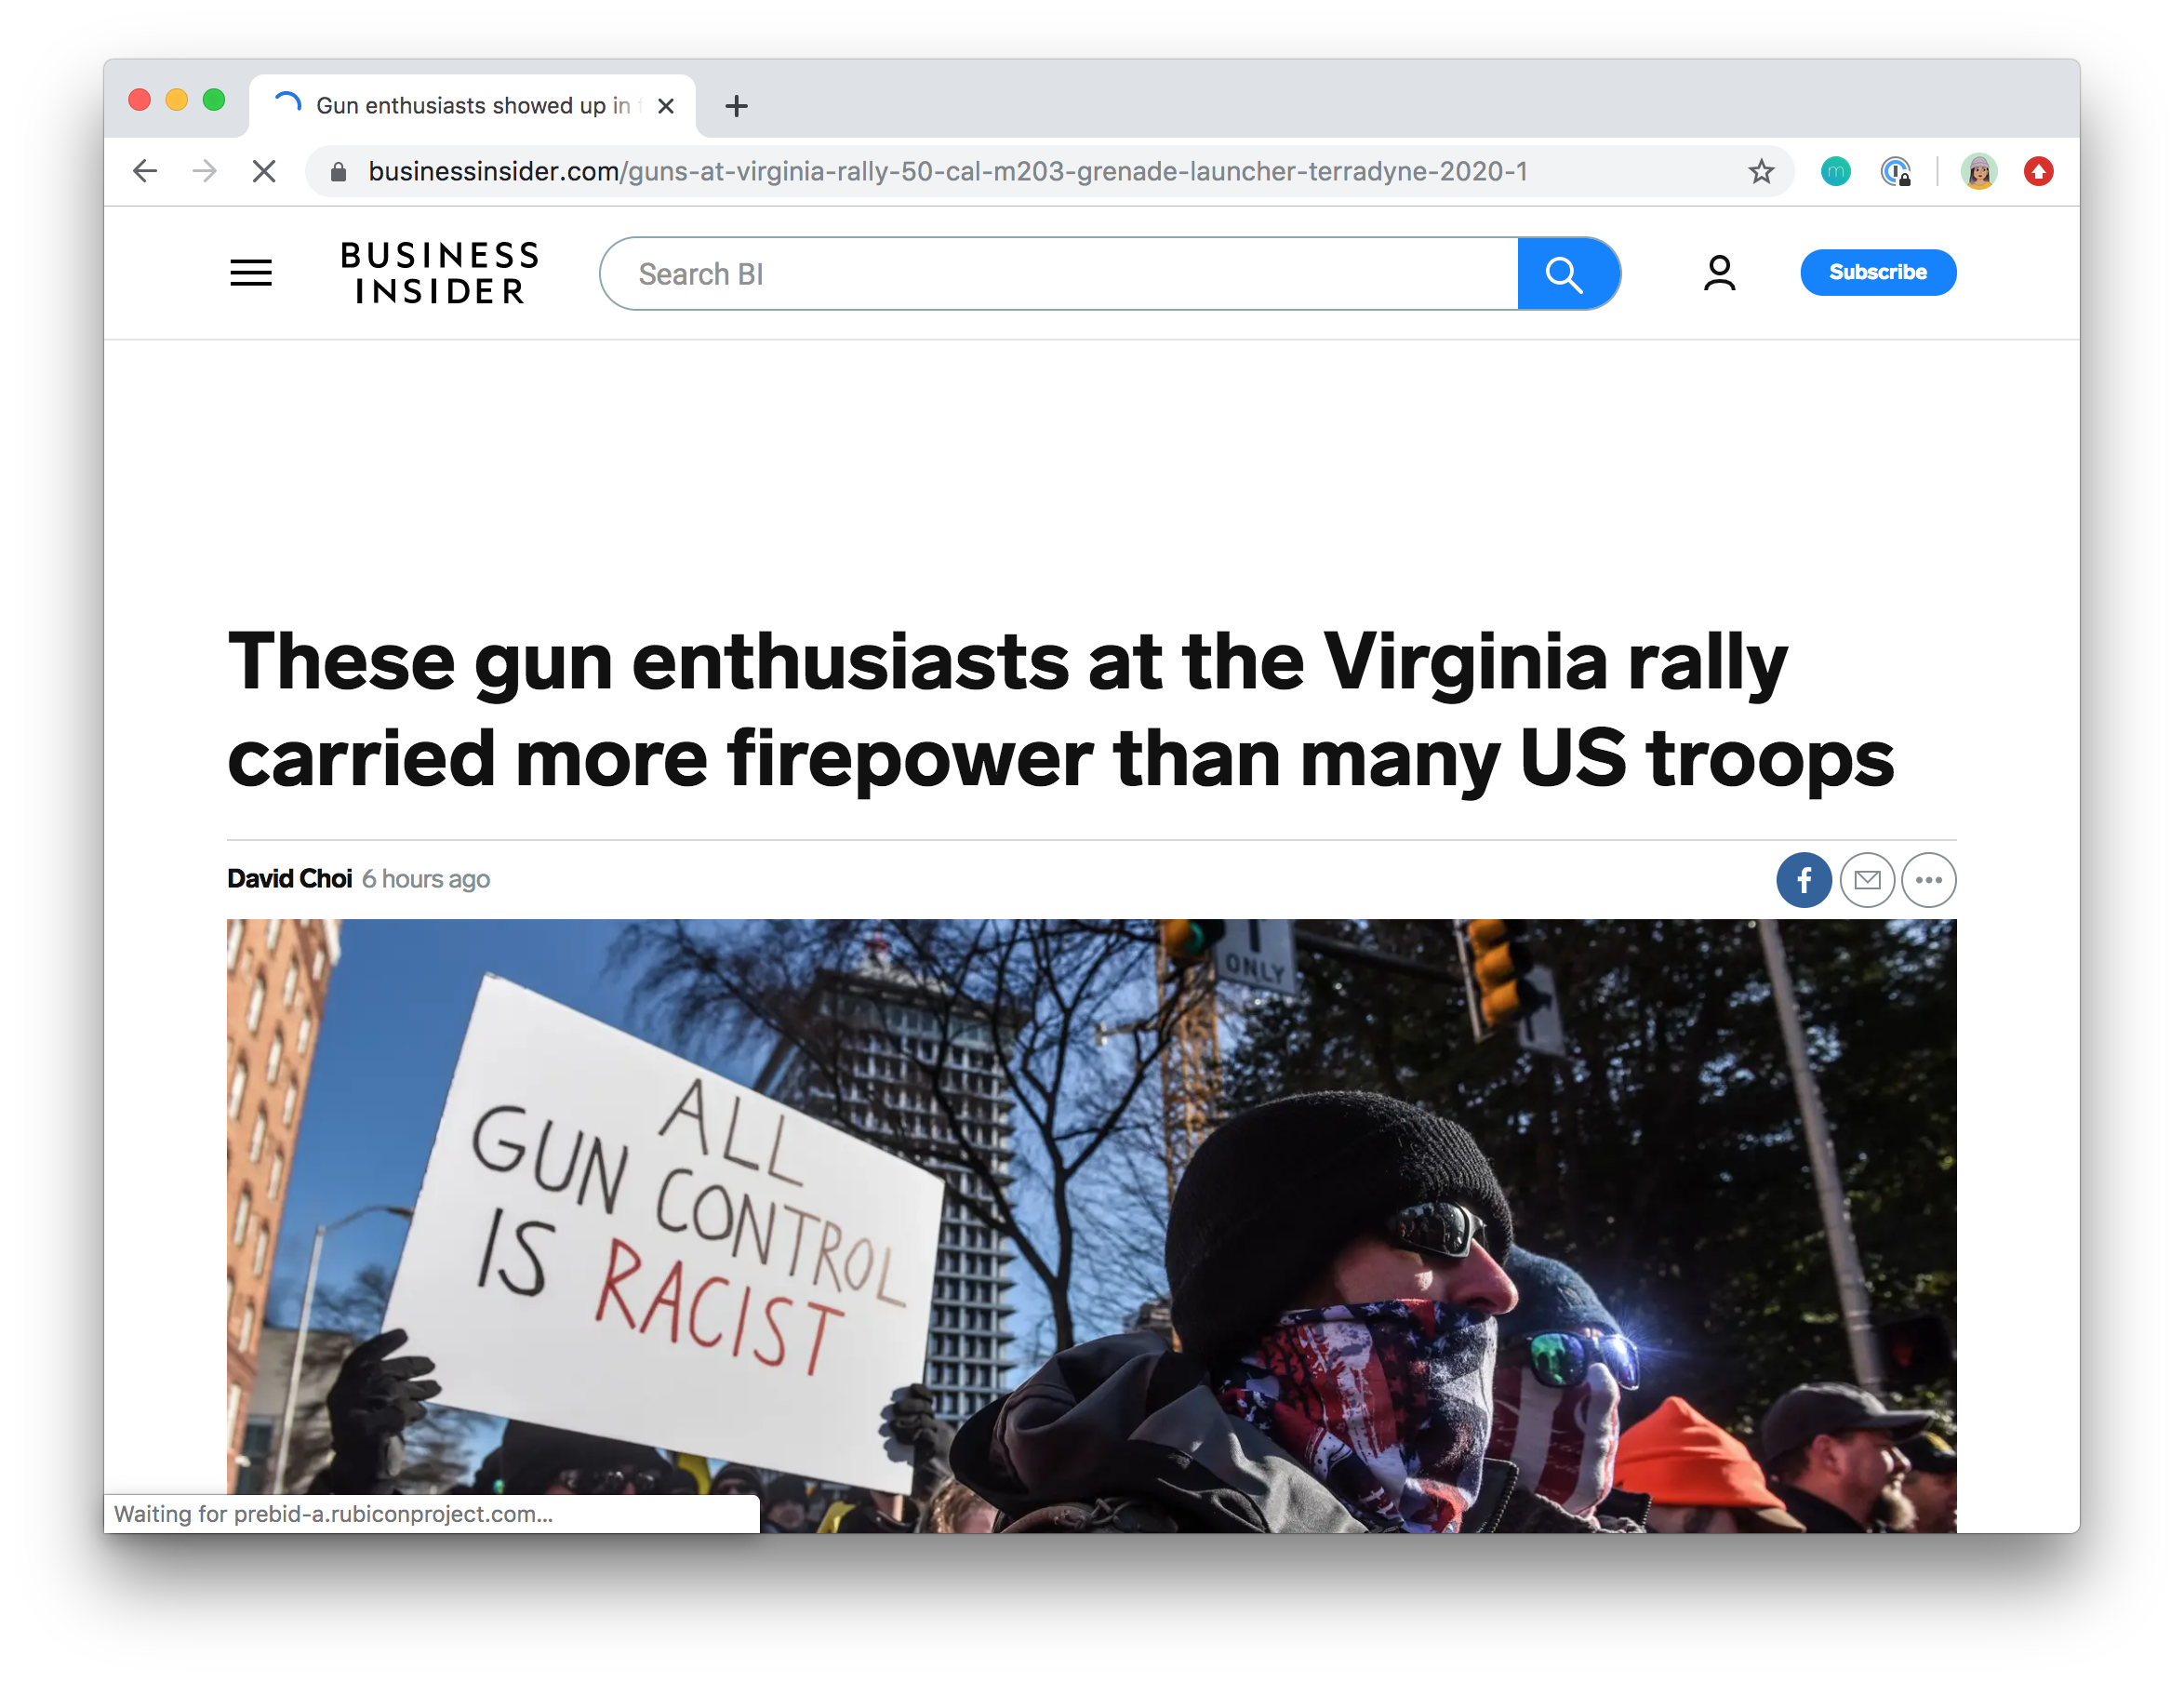 Gun enthusiasts showed up in
businessinsider.com/guns-at-virginia-rally-50-cal-m203-grenade-launcher-terradyne-2020-1
m
BUSINESS
INSIDER
Search BI
Subscribe
These gun enthusiasts at the Virginia rally
carried more firepower than many US troops
David Choi 6 hours ago
f
ONLY
ALL
GUN CONTROL
IS RACIST
Waiting for prebid-a.rubiconproject.com...